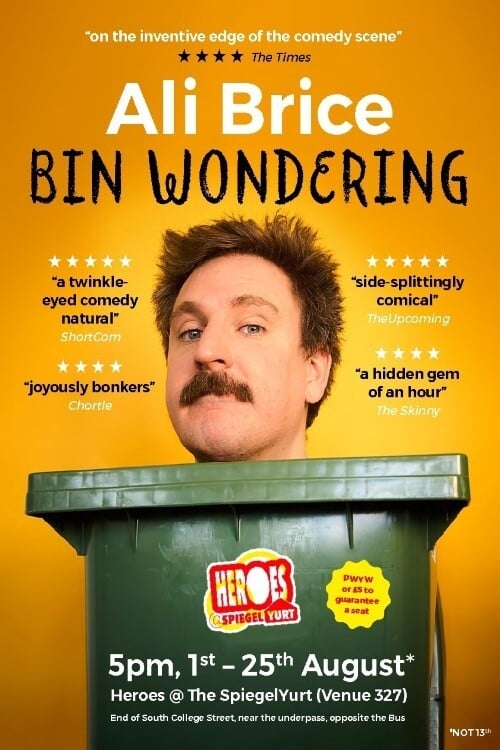 “on the inventive edge of the comedy scene”
★★★★ The Times
Ali Brice
BIN WONDERING
★★★★★
“a twinkle-
eyed comedy
natural”
ShortCom
★★★★
“joyously bonkers”
Chortle
★★★★★
“side-splittingly
comical”
TheUpcoming
★★★★
“a hidden gem
of an hour”
The Skinny
HEROES
@ SPIEGEL YURT
PWYW
or £5 to
guarantee
a seat
5pm, 1st – 25th August*
Heroes @ The SpiegelYurt (Venue 327)
End of South College Street, near the underpass, opposite the Bus
*NOT 13th